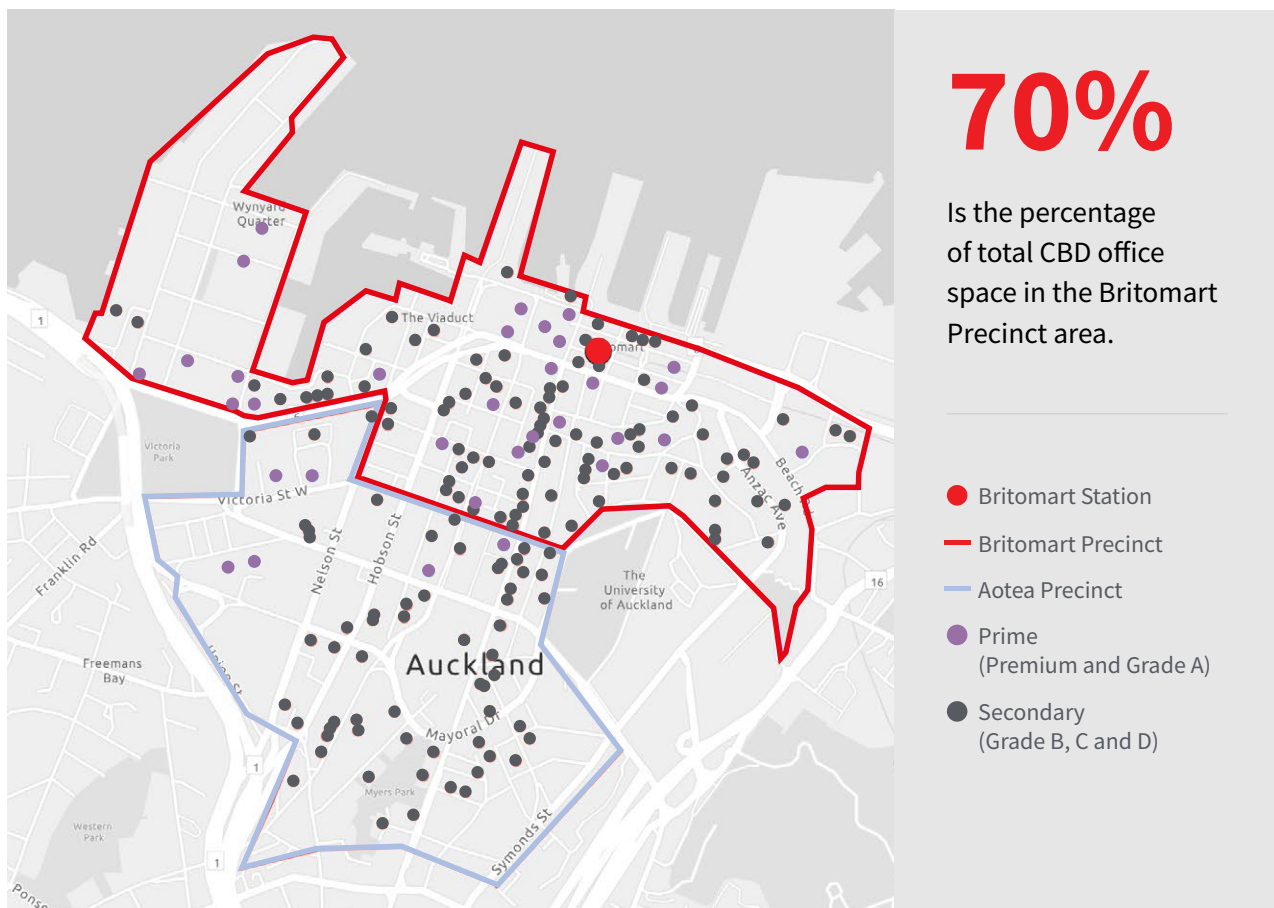 70%
Is the percentage
of total CBD office
space in the Britomart
Precinct area.
Britomart Station
Britomart Precinct
Aotea Precinct
Prime
(Premium and Grade A)
Secondary
(Grade B, C and D)
Wynyard
Quarter
The Viaduct
1
Victoria
Park
Victoria St W
Nelson St
Hobson St
Franklin Rd
Freemans
Bay
Anzac Ave
16
The
University
of Auckland
Auckland
Mayoral Dr
Myers Park
Symonds St
1
Western
Park
1